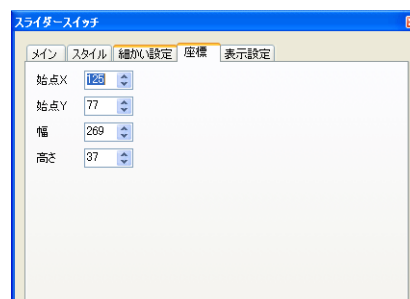 スライダースイッチ
メイン スタイル 細かい設定 座標 表示設定
始点X 125
始点Y 77
幅 269
高さ 37